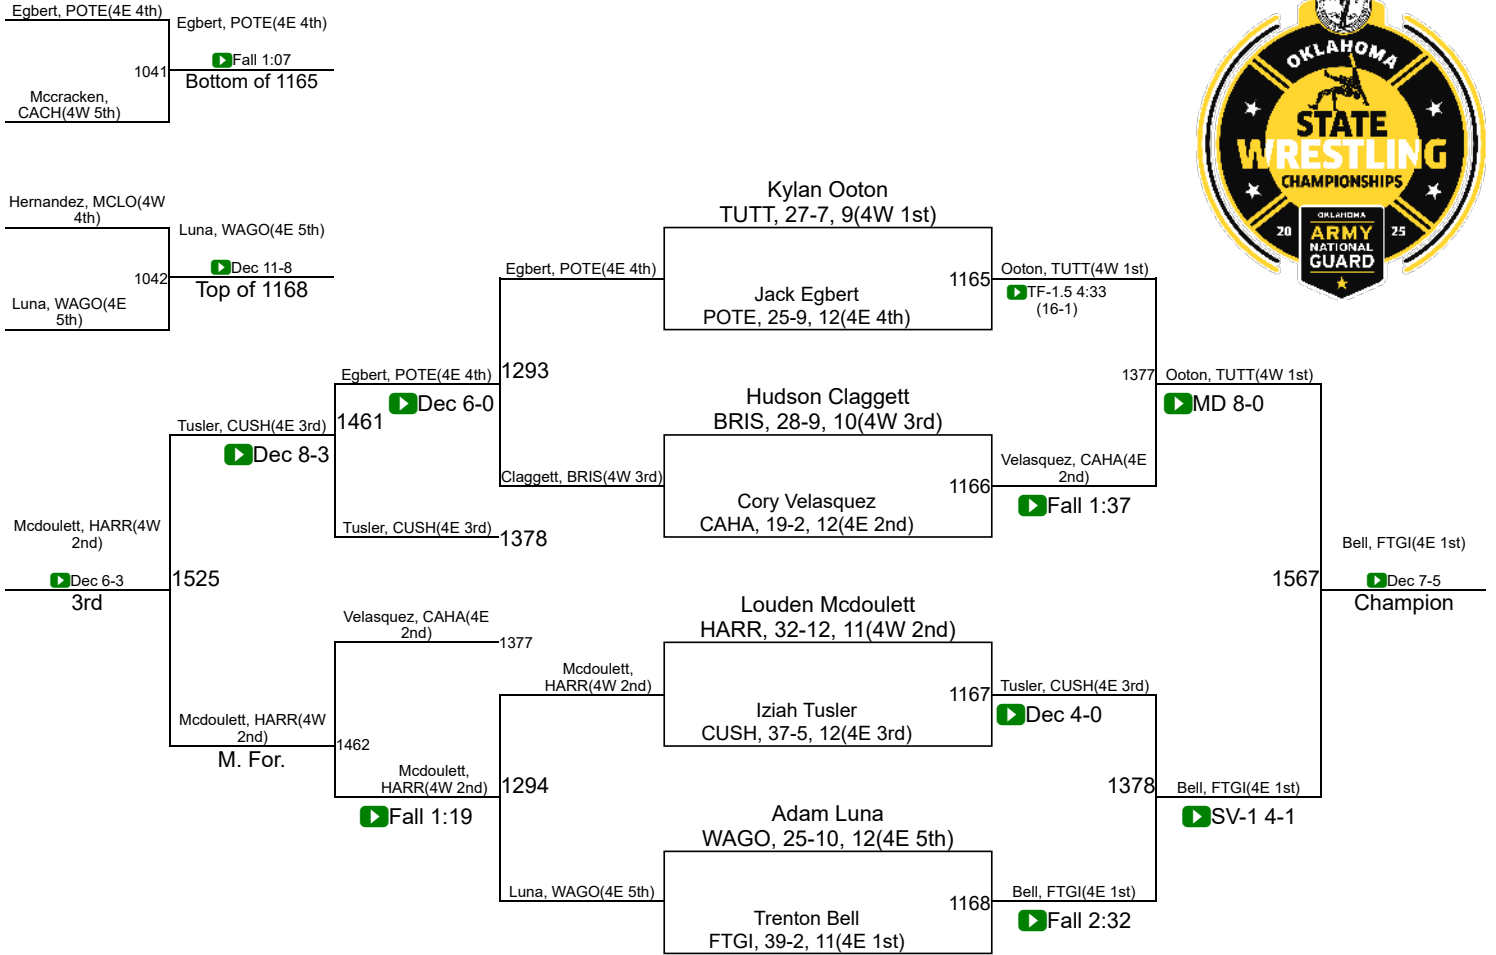 Egbert, POTE(4E 4th)
Egbert, POTE(4E 4th)
Fall 1:07
1041
Bottom of 1165
Mccracken,
CACH(4W 5th)
OKLAHOMA
STATE
WRESTLING
CHAMPIONSHIPS
OKLAHOMA
20
ARMY
25
NATIONAL
GUARD
Hernandez, MCLO(4W
4th)
Luna, WAGO(4E 5th)
Dec 11-8
1042
Top of 1168
Luna, WAGO(4E
5th)
Kylan Ooton
TUTT, 27-7, 9(4W 1st)
Egbert, POTE(4E 4th)
1165
Ooton, TUTT(4W 1st)
TF-1.5 4:33
(16-1)
Jack Egbert
POTE, 25-9, 12(4E 4th)
Egbert, POTE(4E 4th)
1293
Dec 6-0
1377
Ooton, TUTT(4W 1st)
MD 8-0
Hudson Claggett
BRIS, 28-9, 10(4W 3rd)
Tusler, CUSH(4E 3rd)
1461
Dec 8-3
Claggett, BRIS(4W 3rd)
1166
Velasquez, CAHA(4E
2nd)
Fall 1:37
Cory Velasquez
CAHA, 19-2, 12(4E 2nd)
Tusler, CUSH(4E 3rd)
1378
Mcdoulett, HARR(4W
2nd)
Dec 6-3
3rd
1525
1567
Bell, FTGI(4E 1st)
Dec 7-5
Champion
Velasquez, CAHA(4E
2nd)
1377
Louden Mcdoulett
HARR, 32-12, 11(4W 2nd)
Mcdoulett,
HARR(4W 2nd)
1167
Tusler, CUSH(4E 3rd)
Dec 4-0
Iziah Tusler
CUSH, 37-5, 12(4E 3rd)
Mcdoulett, HARR(4W
2nd)
1462
M. For.
Mcdoulett,
HARR(4W 2nd)
1294
Fall 1:19
1378
Bell, FTGI(4E 1st)
SV-1 4-1
Adam Luna
WAGO, 25-10, 12(4E 5th)
Luna, WAGO(4E 5th)
1168
Bell, FTGI(4E 1st)
Fall 2:32
Trenton Bell
FTGI, 39-2, 11(4E 1st)